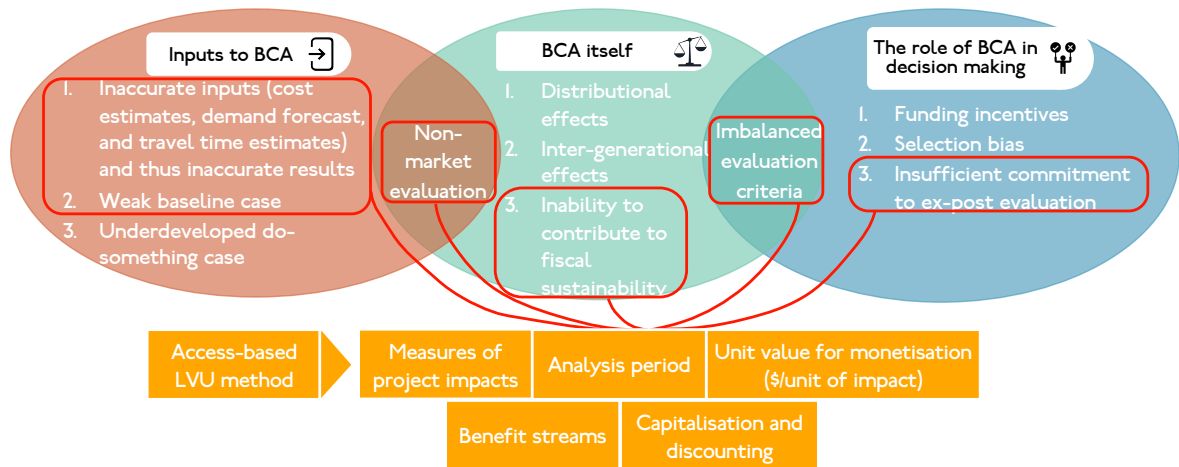 Inputs to BCA
1. Inaccurate inputs (cost
estimates, demand forecast,
and travel time estimates)
and thus inaccurate results
2. Weak baseline case
3. Underdeveloped do-
something case
Non-
market
evaluation
BCA itself
1. Distributional
effects
2. Inter-generational
effects
3. Inability to
contribute to
fiscal
sustainability
Imbalanced
evaluation
criteria
The role of BCA in
decision making
1. Funding incentives
2. Selection bias
3. Insufficient commitment
to ex-post evaluation
Access-based
LVU method
Measures of
project impacts
Analysis period
Unit value for monetisation
($/unit of impact)
Benefit streams
Capitalisation and
discounting